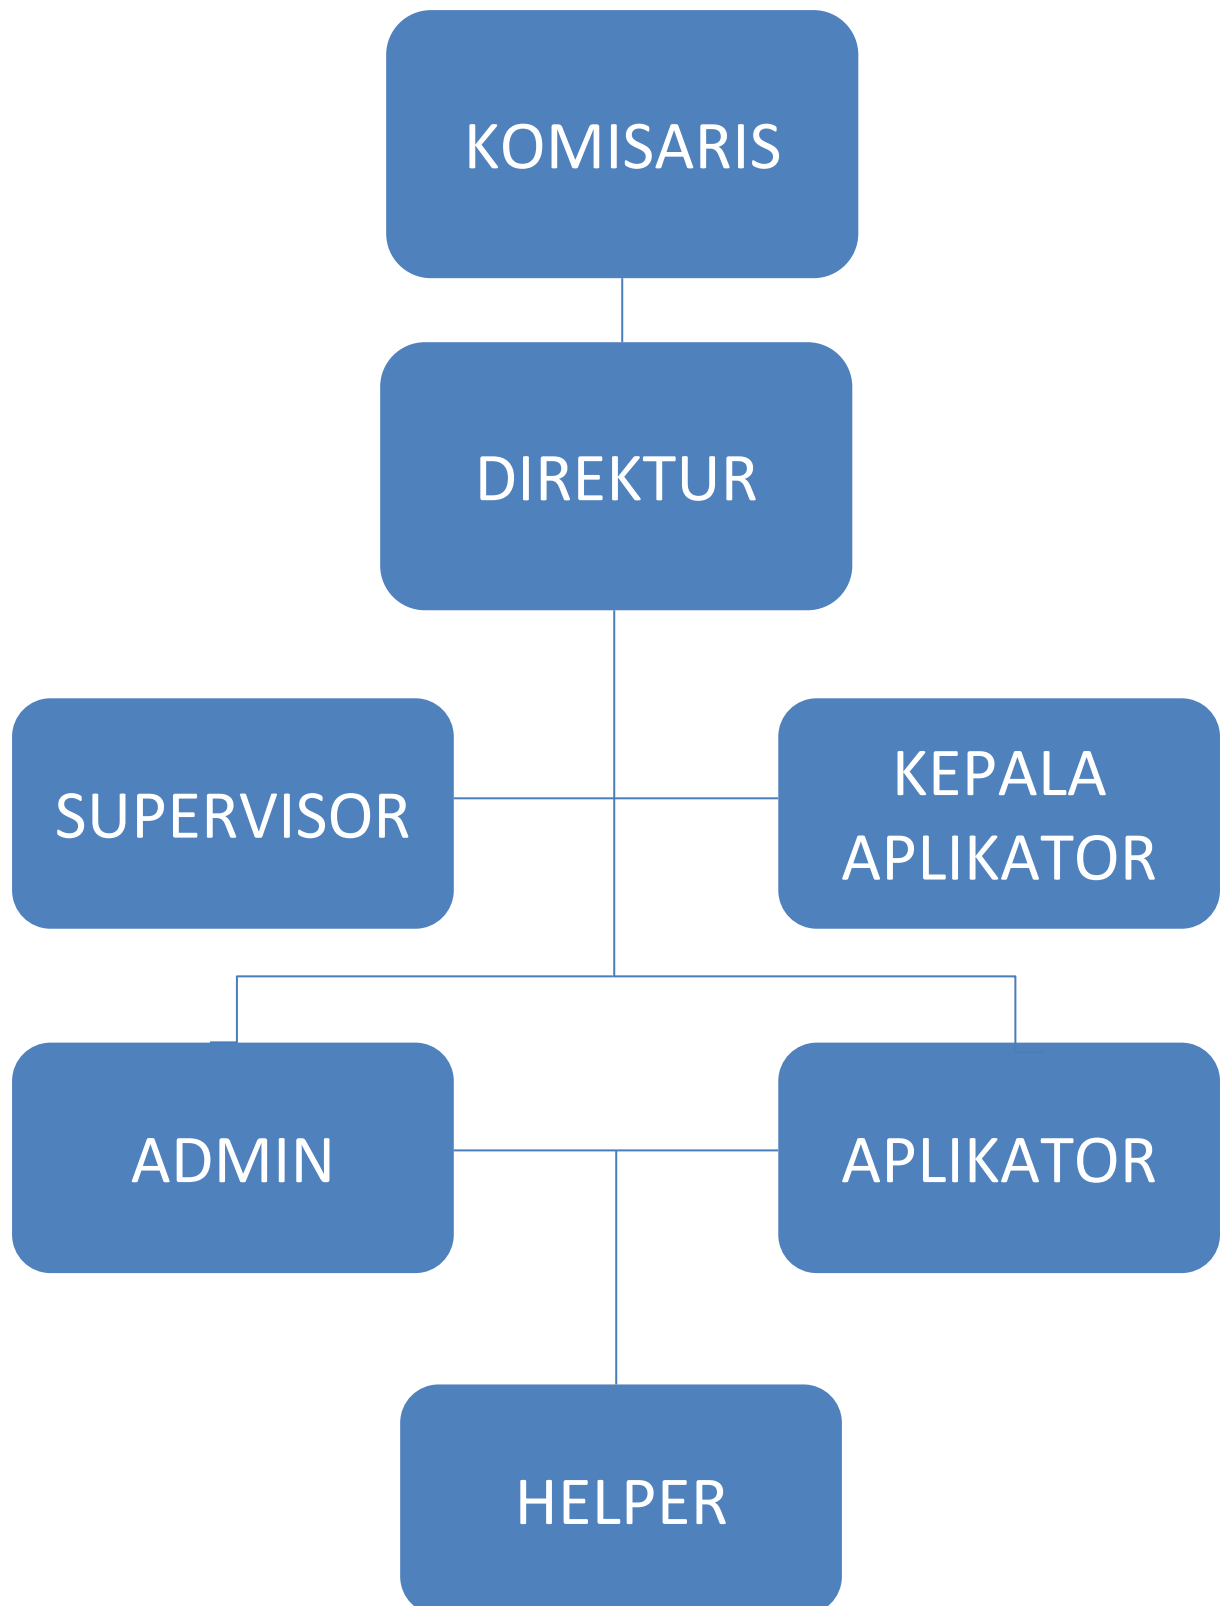 KOMISARIS
DIREKTUR
SUPERVISOR
KEPALA
APLIKATOR
ADMIN
APLIKATOR
HELPER